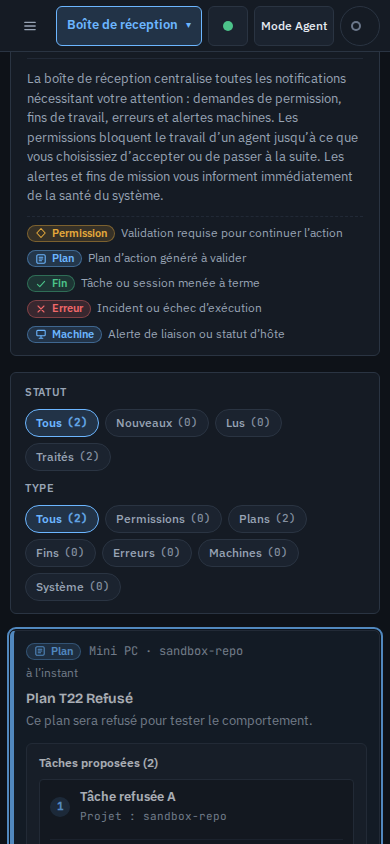 Boîte de réception ▾
Mode Agent
La boîte de réception centralise toutes les notifications
nécessitant votre attention : demandes de permission,
fins de travail, erreurs et alertes machines. Les
permissions bloquent le travail d'un agent jusqu'à ce que
vous choisissiez d'accepter ou de passer à la suite. Les
alertes et fins de mission vous informent immédiatement
de la santé du système.
Permission Validation requise pour continuer l'action
Plan Plan d'action généré à valider
Fin Tâche ou session menée à terme
Erreur Incident ou échec d'exécution
Machine Alerte de liaison ou statut d'hôte
STATUT
Tous (2) Nouveaux (0) Lus (0)
Traités (2)
TYPE
Tous (2) Permissions (0) Plans (2)
Fins (0) Erreurs (0) Machines (0)
Système (0)
Plan Mini PC · sandbox-repo
à l'instant
Plan T22 Refusé
Ce plan sera refusé pour tester le comportement.
Tâches proposées (2)
1 Tâche refusée A
Projet : sandbox-repo